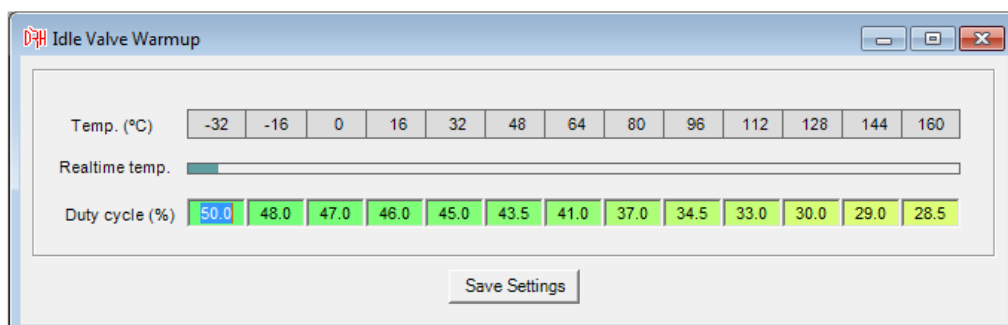 DRH Idle Valve Warmup
Temp. (ºC) -32 -16 0 16 32 48 64 80 96 112 128 144 160
Realtime temp.
Duty cycle (%) 50.0 48.0 47.0 46.0 45.0 43.5 41.0 37.0 34.5 33.0 30.0 29.0 28.5
Save Settings